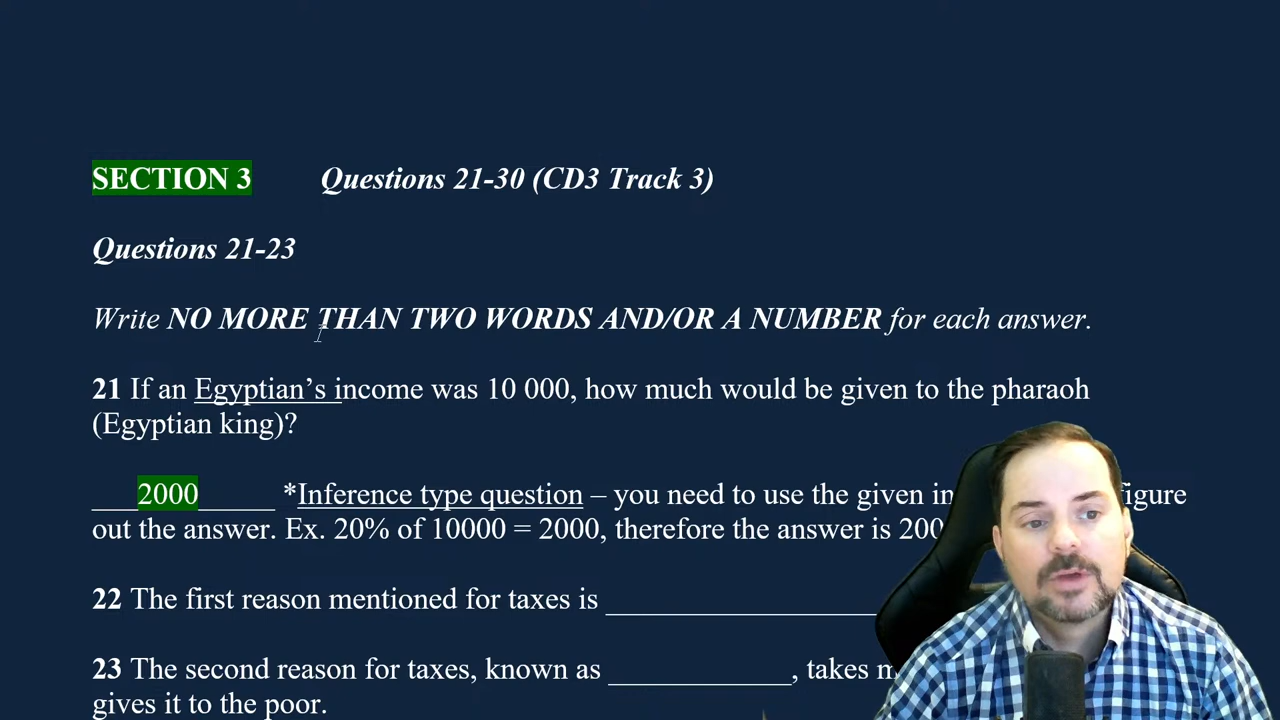 SECTION 3 Questions 21-30 (CD3 Track 3)
Questions 21-23
Write NO MORE THAN TWO WORDS AND/OR A NUMBER for each answer.
21 If an Egyptian’s income was 10 000, how much would be given to the pharaoh
(Egyptian king)?
___2000_____ *Inference type question – you need to use the given in figure
out the answer. Ex. 20% of 10000 = 2000, therefore the answer is 200
22 The first reason mentioned for taxes is __________________
23 The second reason for taxes, known as ____________, takes
gives it to the poor.